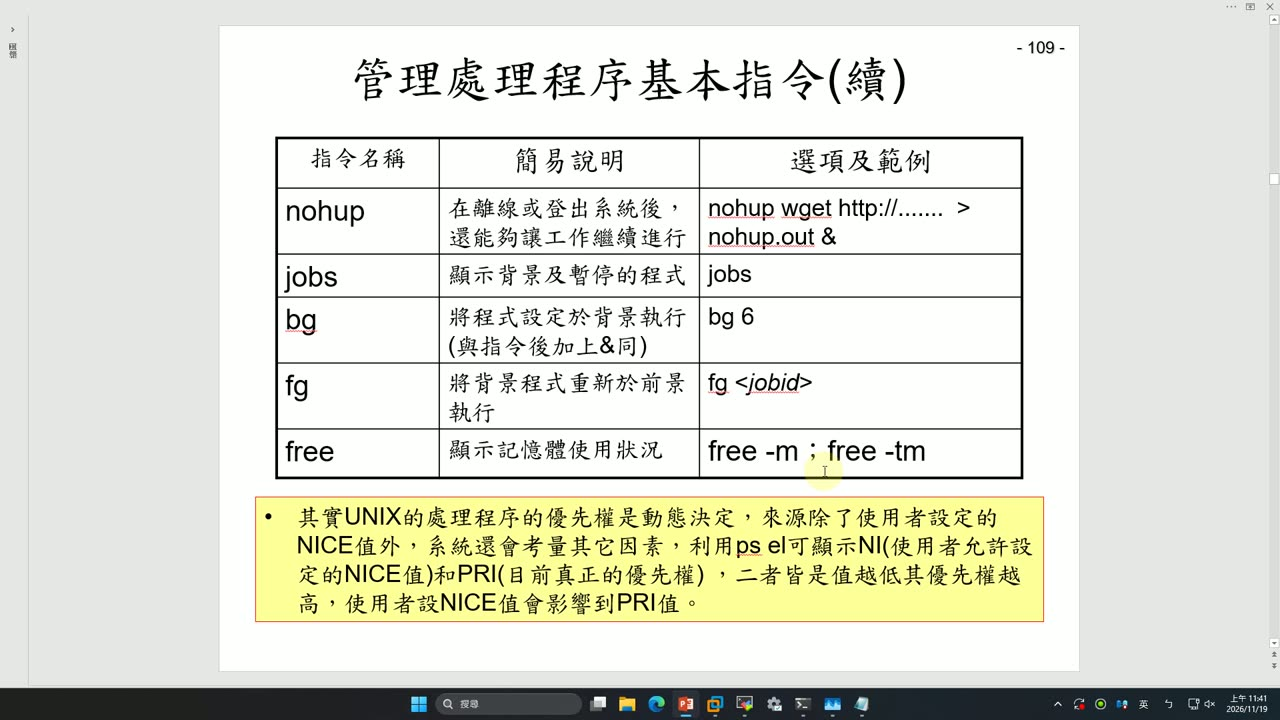 - 109 -
管理處理程序基本指令(續)
指令名稱
簡易說明
選項及範例
nohup
在離線或登出系統後，
還能夠讓工作繼續進行
nohup wget http://....... >
nohup.out &
jobs
顯示背景及暫停的程式
jobs
bg
將程式設定於背景執行
(與指令後加上&同)
bg 6
fg
將背景程式重新於前景
執行
fg <jobid>
free
顯示記憶體使用狀況
free -m；free -tm
• 其實UNIX的處理程序的優先權是動態決定，來源除了使用者設定的
NICE值外，系統還會考量其它因素，利用ps el可顯示NI(使用者允許設
定的NICE值)和PRI(目前真正的優先權) ，二者皆是值越低其優先權越
高，使用者設NICE值會影響到PRI值。
搜尋
英
上午 11:41
2026/11/19